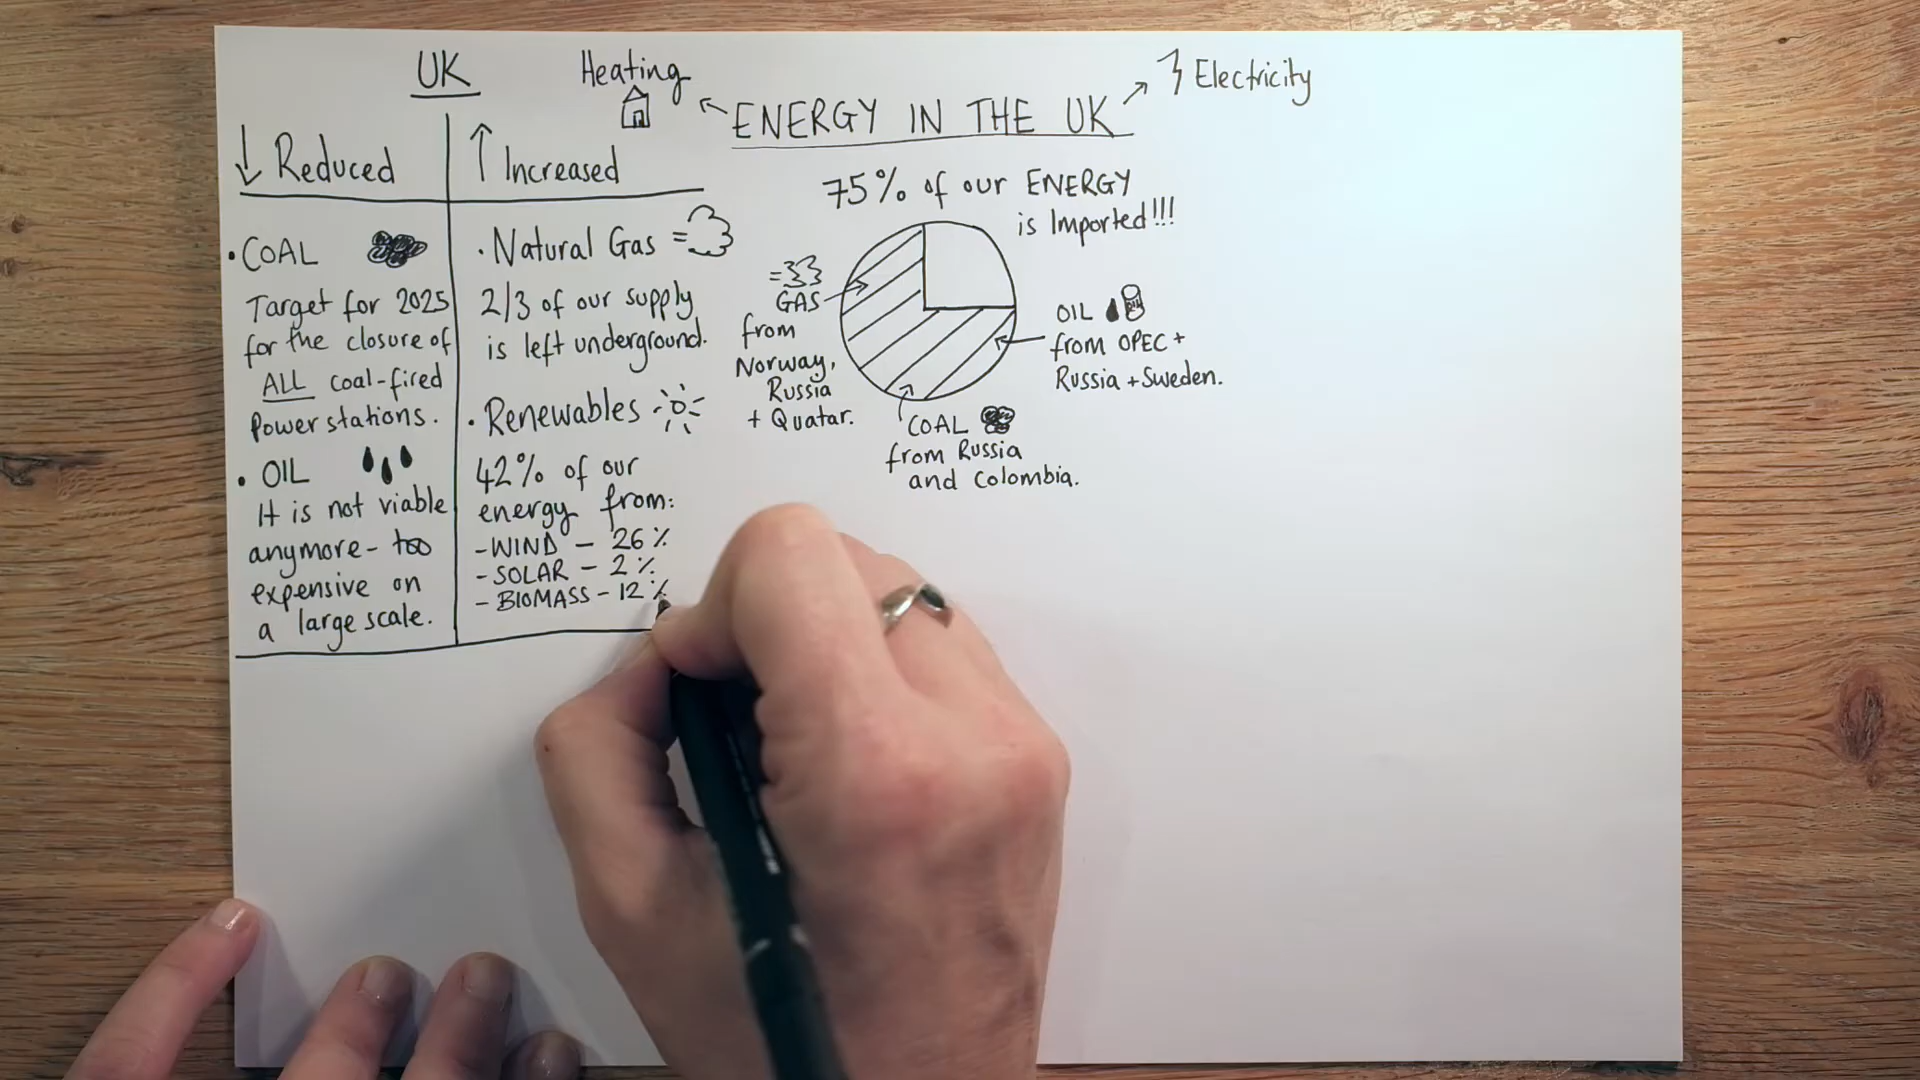 UK
↓ Reduced
↑ Increased
• COAL
Target for 2025
for the closure of
ALL coal-fired
Power stations.
• OIL
It is not viable
anymore - too
expensive on
a large scale.
• Natural Gas
2/3 of our supply
is left underground.
• Renewables
42% of our
energy from:
- WIND - 26%
- SOLAR - 2%
- BIOMASS - 12%
Heating
ENERGY IN THE UK
Electricity
75% of our ENERGY
is Imported!!!
GAS
from
Norway,
Russia
+ Quatar.
OIL
OIL
from OPEC +
Russia + Sweden.
COAL
from Russia
and Colombia.